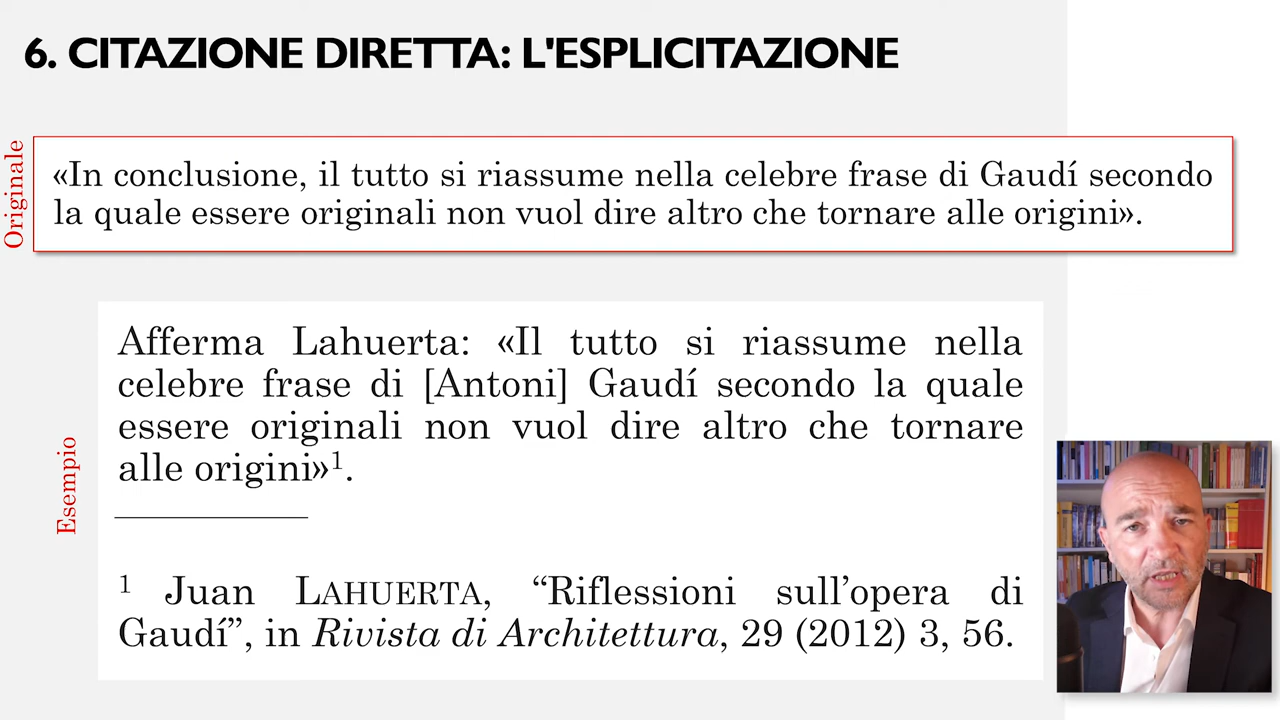 6. CITAZIONE DIRETTA: L'ESPLICITAZIONE
Originale
«In conclusione, il tutto si riassume nella celebre frase di Gaudí secondo
la quale essere originali non vuol dire altro che tornare alle origini».
Esempio
Afferma Lahuerta: «Il tutto si riassume nella
celebre frase di [Antoni] Gaudí secondo la quale
essere originali non vuol dire altro che tornare
alle origini»¹.
¹ Juan LAHUERTA, “Riflessioni sull’opera di
Gaudí”, in Rivista di Architettura, 29 (2012) 3, 56.